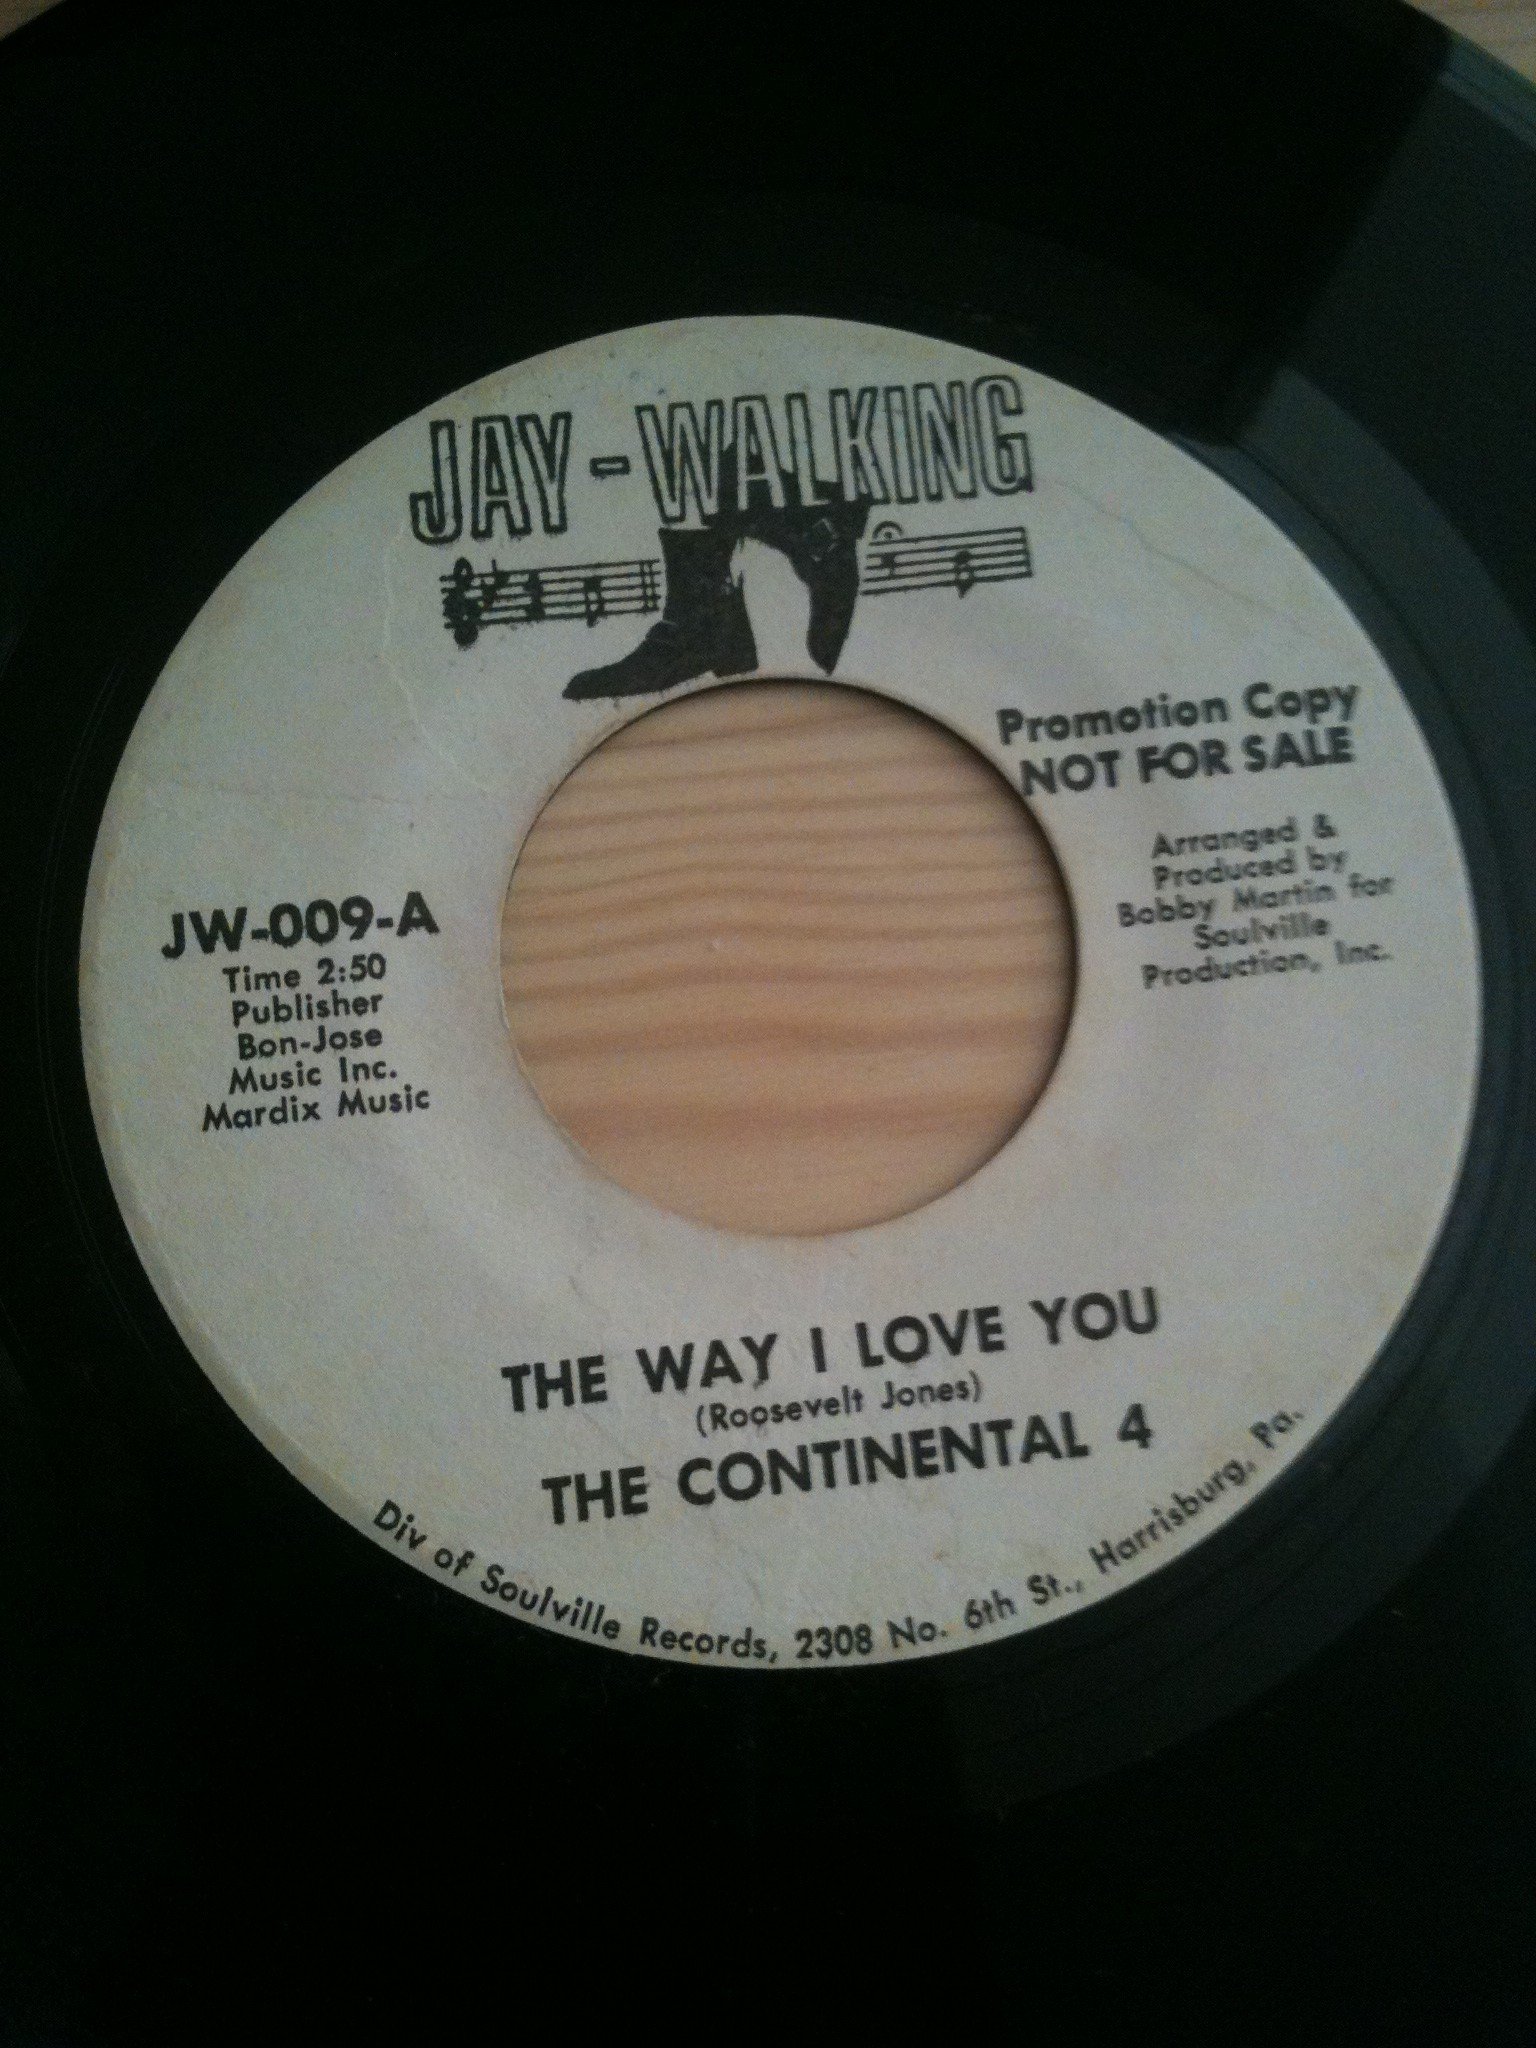 JAY-WALKING
Promotion Copy
NOT FOR SALE
Arranged &
Produced by
Bobby Martin for
Soulville
Production, Inc.
JW-009-A
Time 2:50
Publisher
Bon-Jose
Music Inc.
Mardix Music
THE WAY I LOVE YOU
(Roosevelt Jones)
THE CONTINENTAL 4
Div of Soulville Records, 2308 No. 6th St., Harrisburg, Pa.